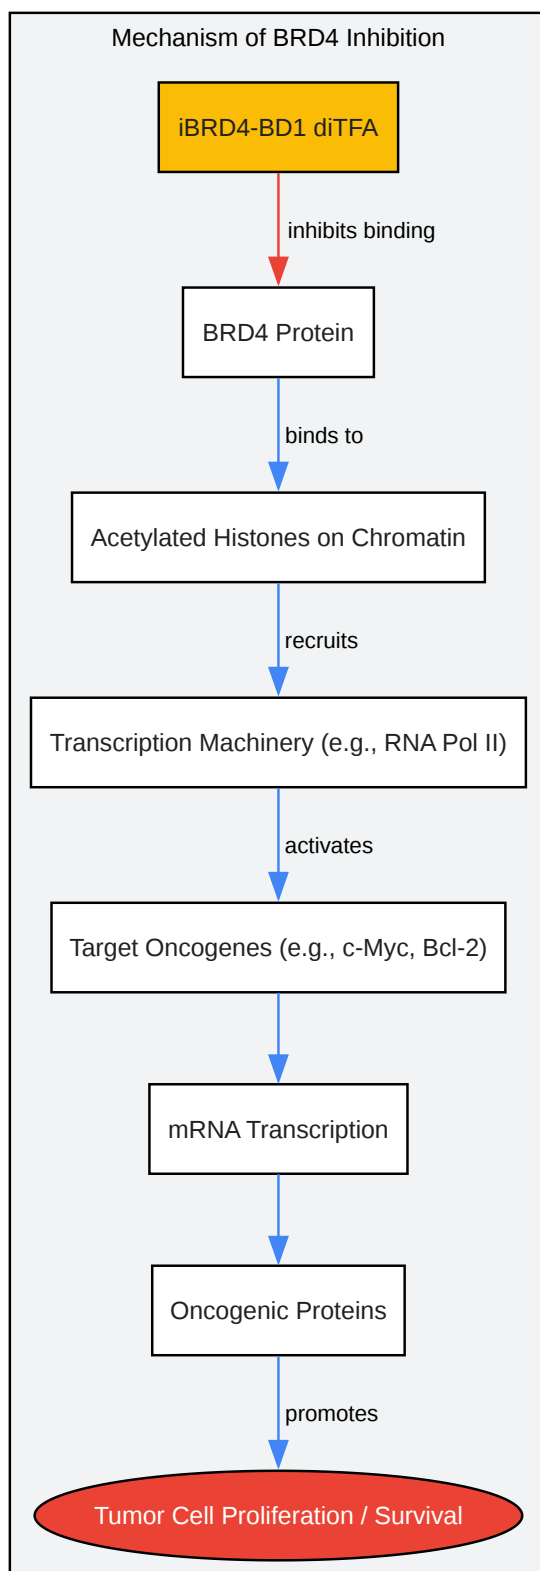 Mechanism of BRD4 Inhibition
iBRD4-BD1 diTFA
inhibits binding
BRD4 Protein
binds to
Acetylated Histones on Chromatin
recruits
Transcription Machinery (e.g., RNA Pol II)
activates
Target Oncogenes (e.g., c-Myc, Bcl-2)
mRNA Transcription
Oncogenic Proteins
promotes
Tumor Cell Proliferation / Survival